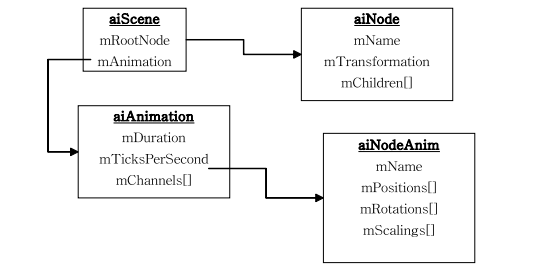 aiScene
mRootNode
mAnimation
aiNode
mName
mTransformation
mChildren[]
aiAnimation
mDuration
mTicksPerSecond
mChannels[]
aiNodeAnim
mName
mPositions[]
mRotations[]
mScalings[]